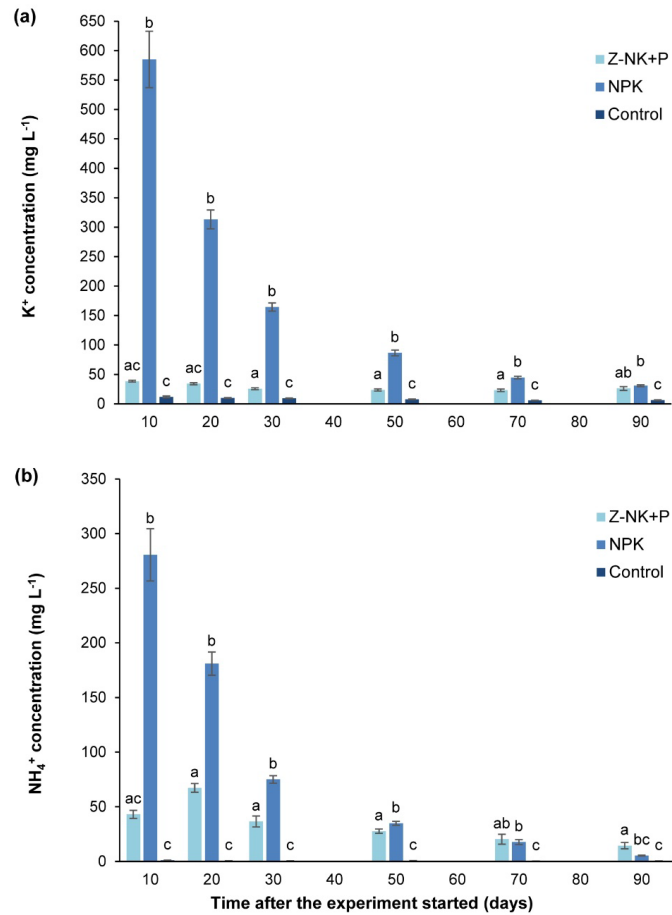 (a)
K⁺ concentration (mg L⁻¹)
650
600
550
500
450
400
350
300
250
200
150
100
50
0
Z-NK+P
NPK
Control
ac b c
ac b c
a b c
a b c
a b c
ab b c
10 20 30 40 50 60 70 80 90
(b)
NH₄⁺ concentration (mg L⁻¹)
350
300
250
200
150
100
50
0
Z-NK+P
NPK
Control
ac b c
a b c
a b c
a b c
ab b c
a bc c
10 20 30 40 50 60 70 80 90
Time after the experiment started (days)